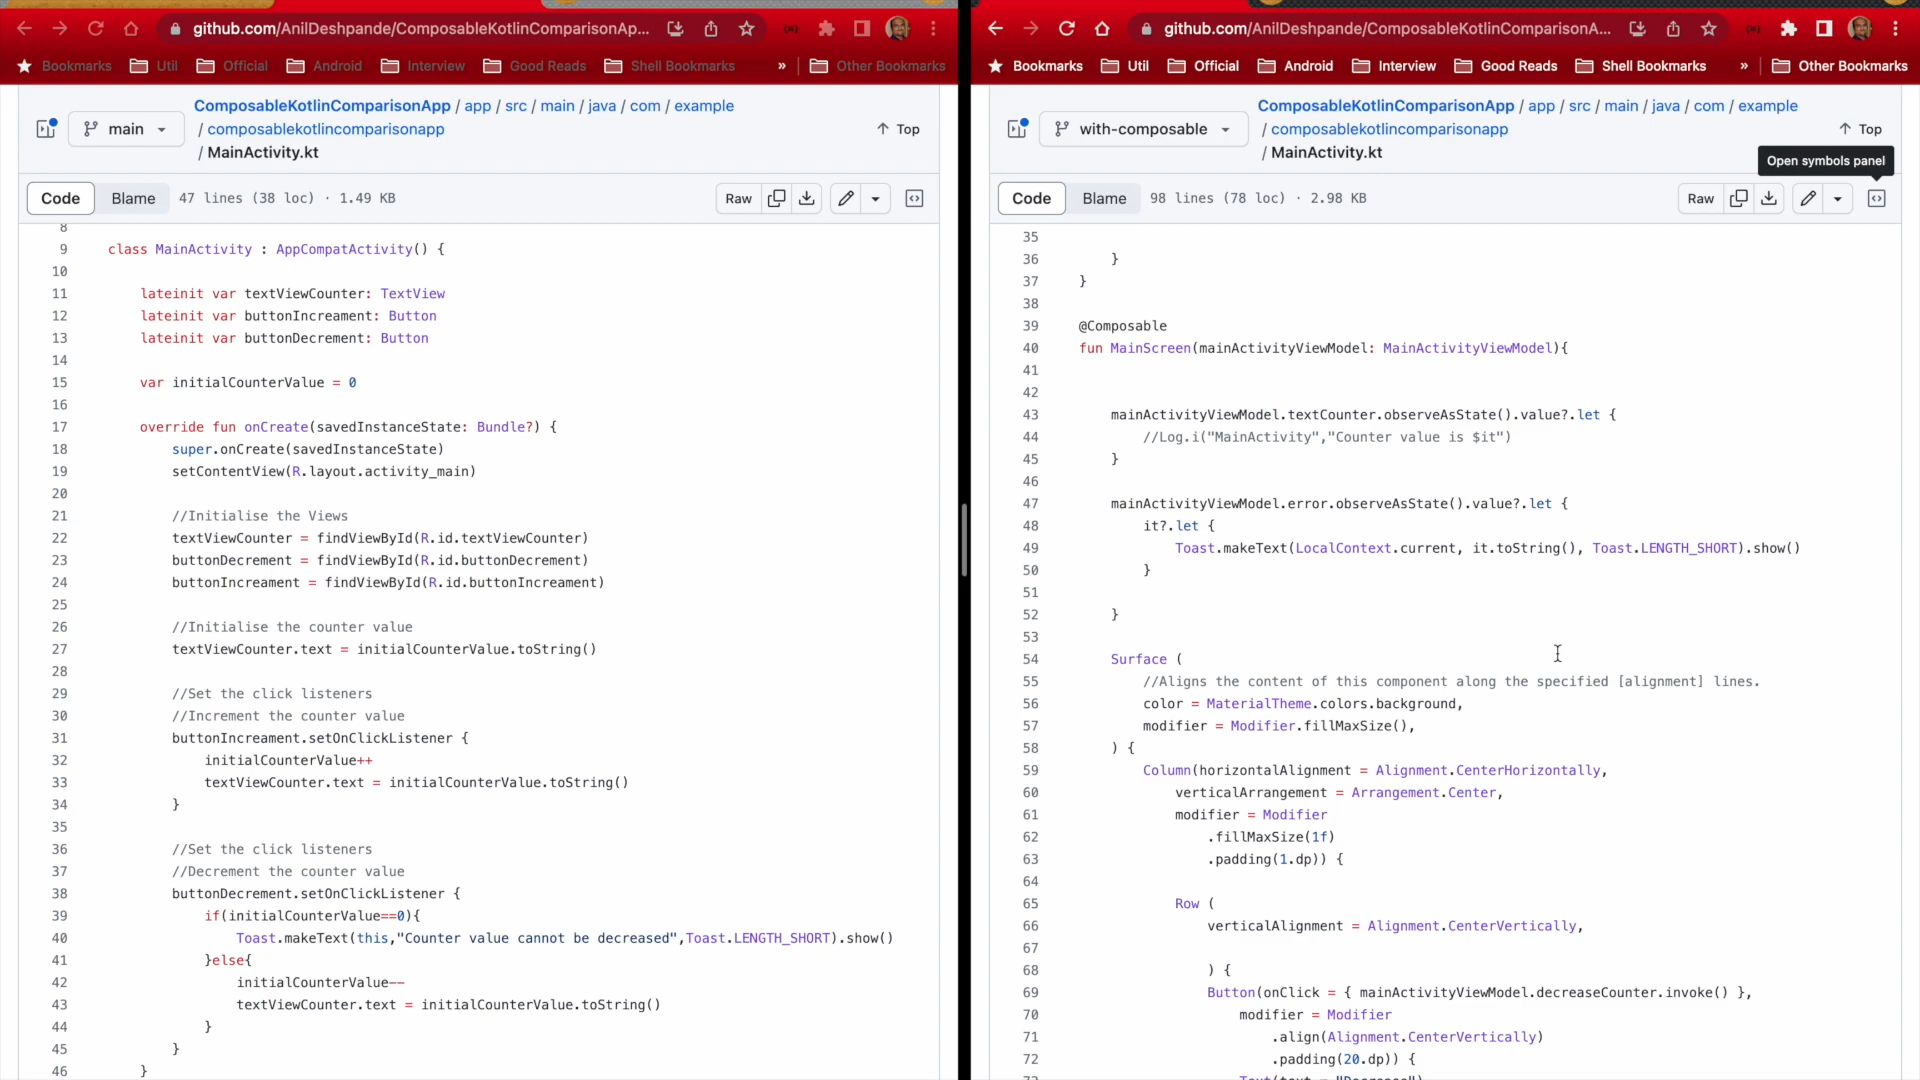 github.com/AnilDeshpande/ComposableKotlinComparisonAp...
Bookmarks Util Official Android Interview Good Reads Shell Bookmarks » Other Bookmarks
ComposableKotlinComparisonApp / app / src / main / java / com / example
/ composablekotlincomparisonapp
/ MainActivity.kt
main
↑ Top
Code Blame 47 lines (38 loc) · 1.49 KB Raw
8
9 class MainActivity : AppCompatActivity() {
10
11 lateinit var textViewCounter: TextView
12 lateinit var buttonIncreament: Button
13 lateinit var buttonDecrement: Button
14
15 var initialCounterValue = 0
16
17 override fun onCreate(savedInstanceState: Bundle?) {
18 super.onCreate(savedInstanceState)
19 setContentView(R.layout.activity_main)
20
21 //Initialise the Views
22 textViewCounter = findViewById(R.id.textViewCounter)
23 buttonDecrement = findViewById(R.id.buttonDecrement)
24 buttonIncreament = findViewById(R.id.buttonIncreament)
25
26 //Initialise the counter value
27 textViewCounter.text = initialCounterValue.toString()
28
29 //Set the click listeners
30 //Increment the counter value
31 buttonIncreament.setOnClickListener {
32 initialCounterValue++
33 textViewCounter.text = initialCounterValue.toString()
34 }
35
36 //Set the click listeners
37 //Decrement the counter value
38 buttonDecrement.setOnClickListener {
39 if(initialCounterValue==0){
40 Toast.makeText(this,"Counter value cannot be decreased",Toast.LENGTH_SHORT).show()
41 }else{
42 initialCounterValue--
43 textViewCounter.text = initialCounterValue.toString()
44 }
45 }
46 }
github.com/AnilDeshpande/ComposableKotlinComparisonA...
Bookmarks Util Official Android Interview Good Reads Shell Bookmarks » Other Bookmarks
ComposableKotlinComparisonApp / app / src / main / java / com / example
/ composablekotlincomparisonapp
/ MainActivity.kt
with-composable
↑ Top
Open symbols panel
Code Blame 98 lines (78 loc) · 2.98 KB Raw
35
36 }
37 }
38
39 @Composable
40 fun MainScreen(mainActivityViewModel: MainActivityViewModel){
41
42
43 mainActivityViewModel.textCounter.observeAsState().value?.let {
44 //Log.i("MainActivity","Counter value is $it")
45 }
46
47 mainActivityViewModel.error.observeAsState().value?.let {
48 it?.let {
49 Toast.makeText(LocalContext.current, it.toString(), Toast.LENGTH_SHORT).show()
50 }
51
52 }
53
54 Surface (
55 //Aligns the content of this component along the specified [alignment] lines.
56 color = MaterialTheme.colors.background,
57 modifier = Modifier.fillMaxSize(),
58 ) {
59 Column(horizontalAlignment = Alignment.CenterHorizontally,
60 verticalArrangement = Arrangement.Center,
61 modifier = Modifier
62 .fillMaxSize(1f)
63 .padding(1.dp)) {
64
65 Row (
66 verticalAlignment = Alignment.CenterVertically,
67
68 ) {
69 Button(onClick = { mainActivityViewModel.decreaseCounter.invoke() },
70 modifier = Modifier
71 .align(Alignment.CenterVertically)
72 .padding(20.dp)) {